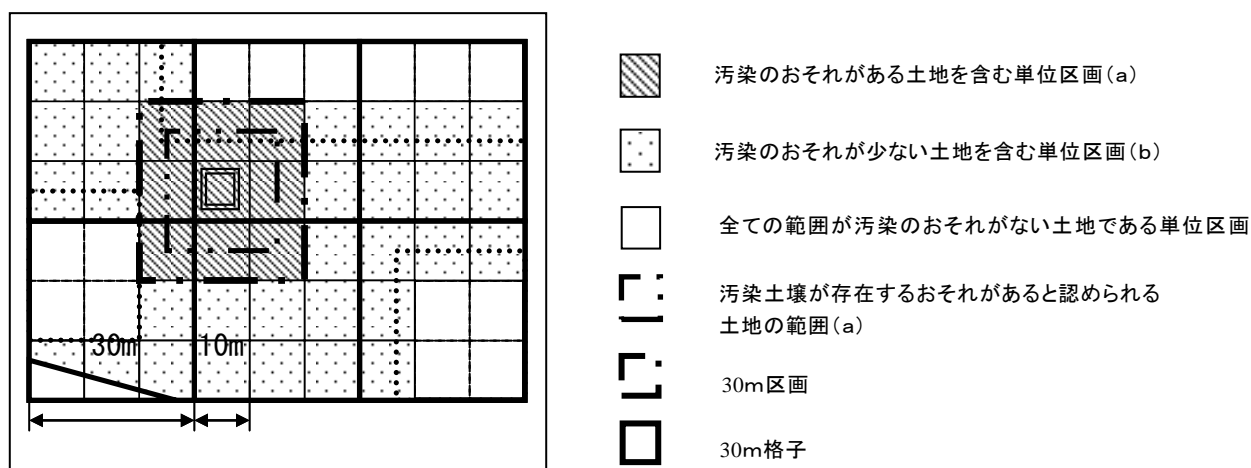 30m
10m
汚染のおそれがある土地を含む単位区画(a)
汚染のおそれが少ない土地を含む単位区画(b)
全ての範囲が汚染のおそれがない土地である単位区画
汚染土壌が存在するおそれがあると認められる
土地の範囲(a)
30m区画
30m格子